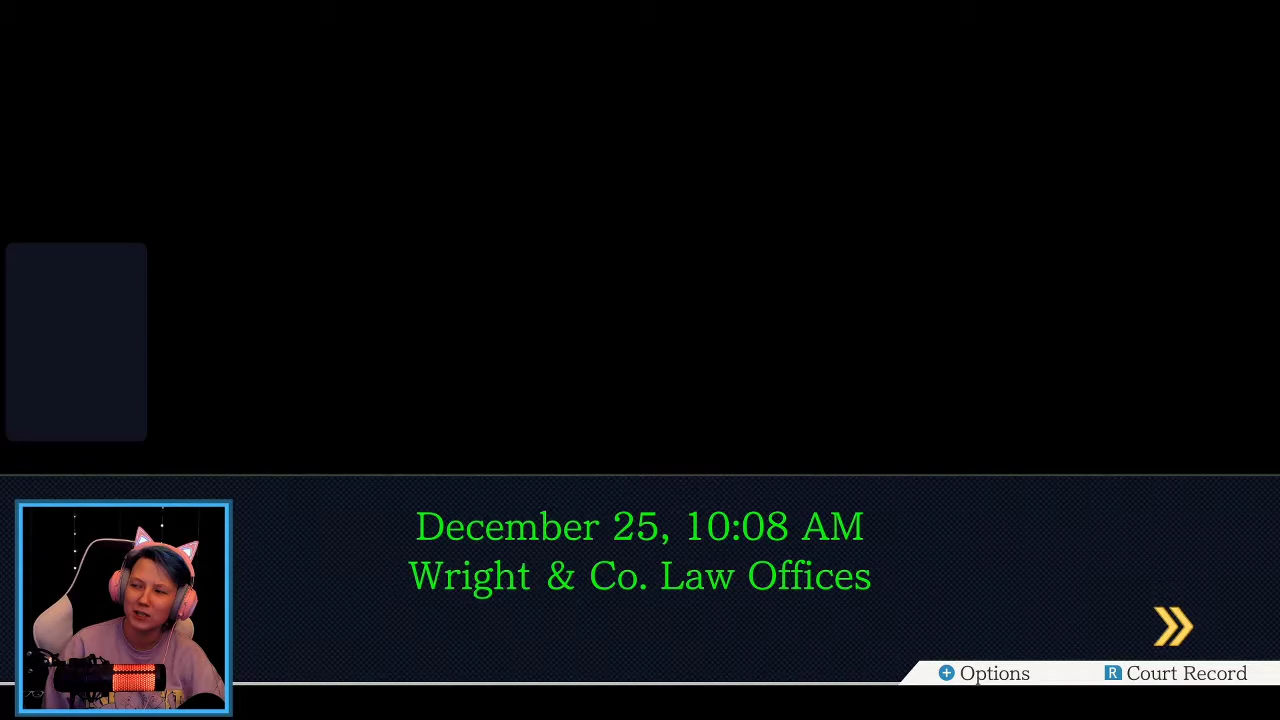 December 25, 10:08 AM
Wright & Co. Law Offices
+ Options
R Court Record